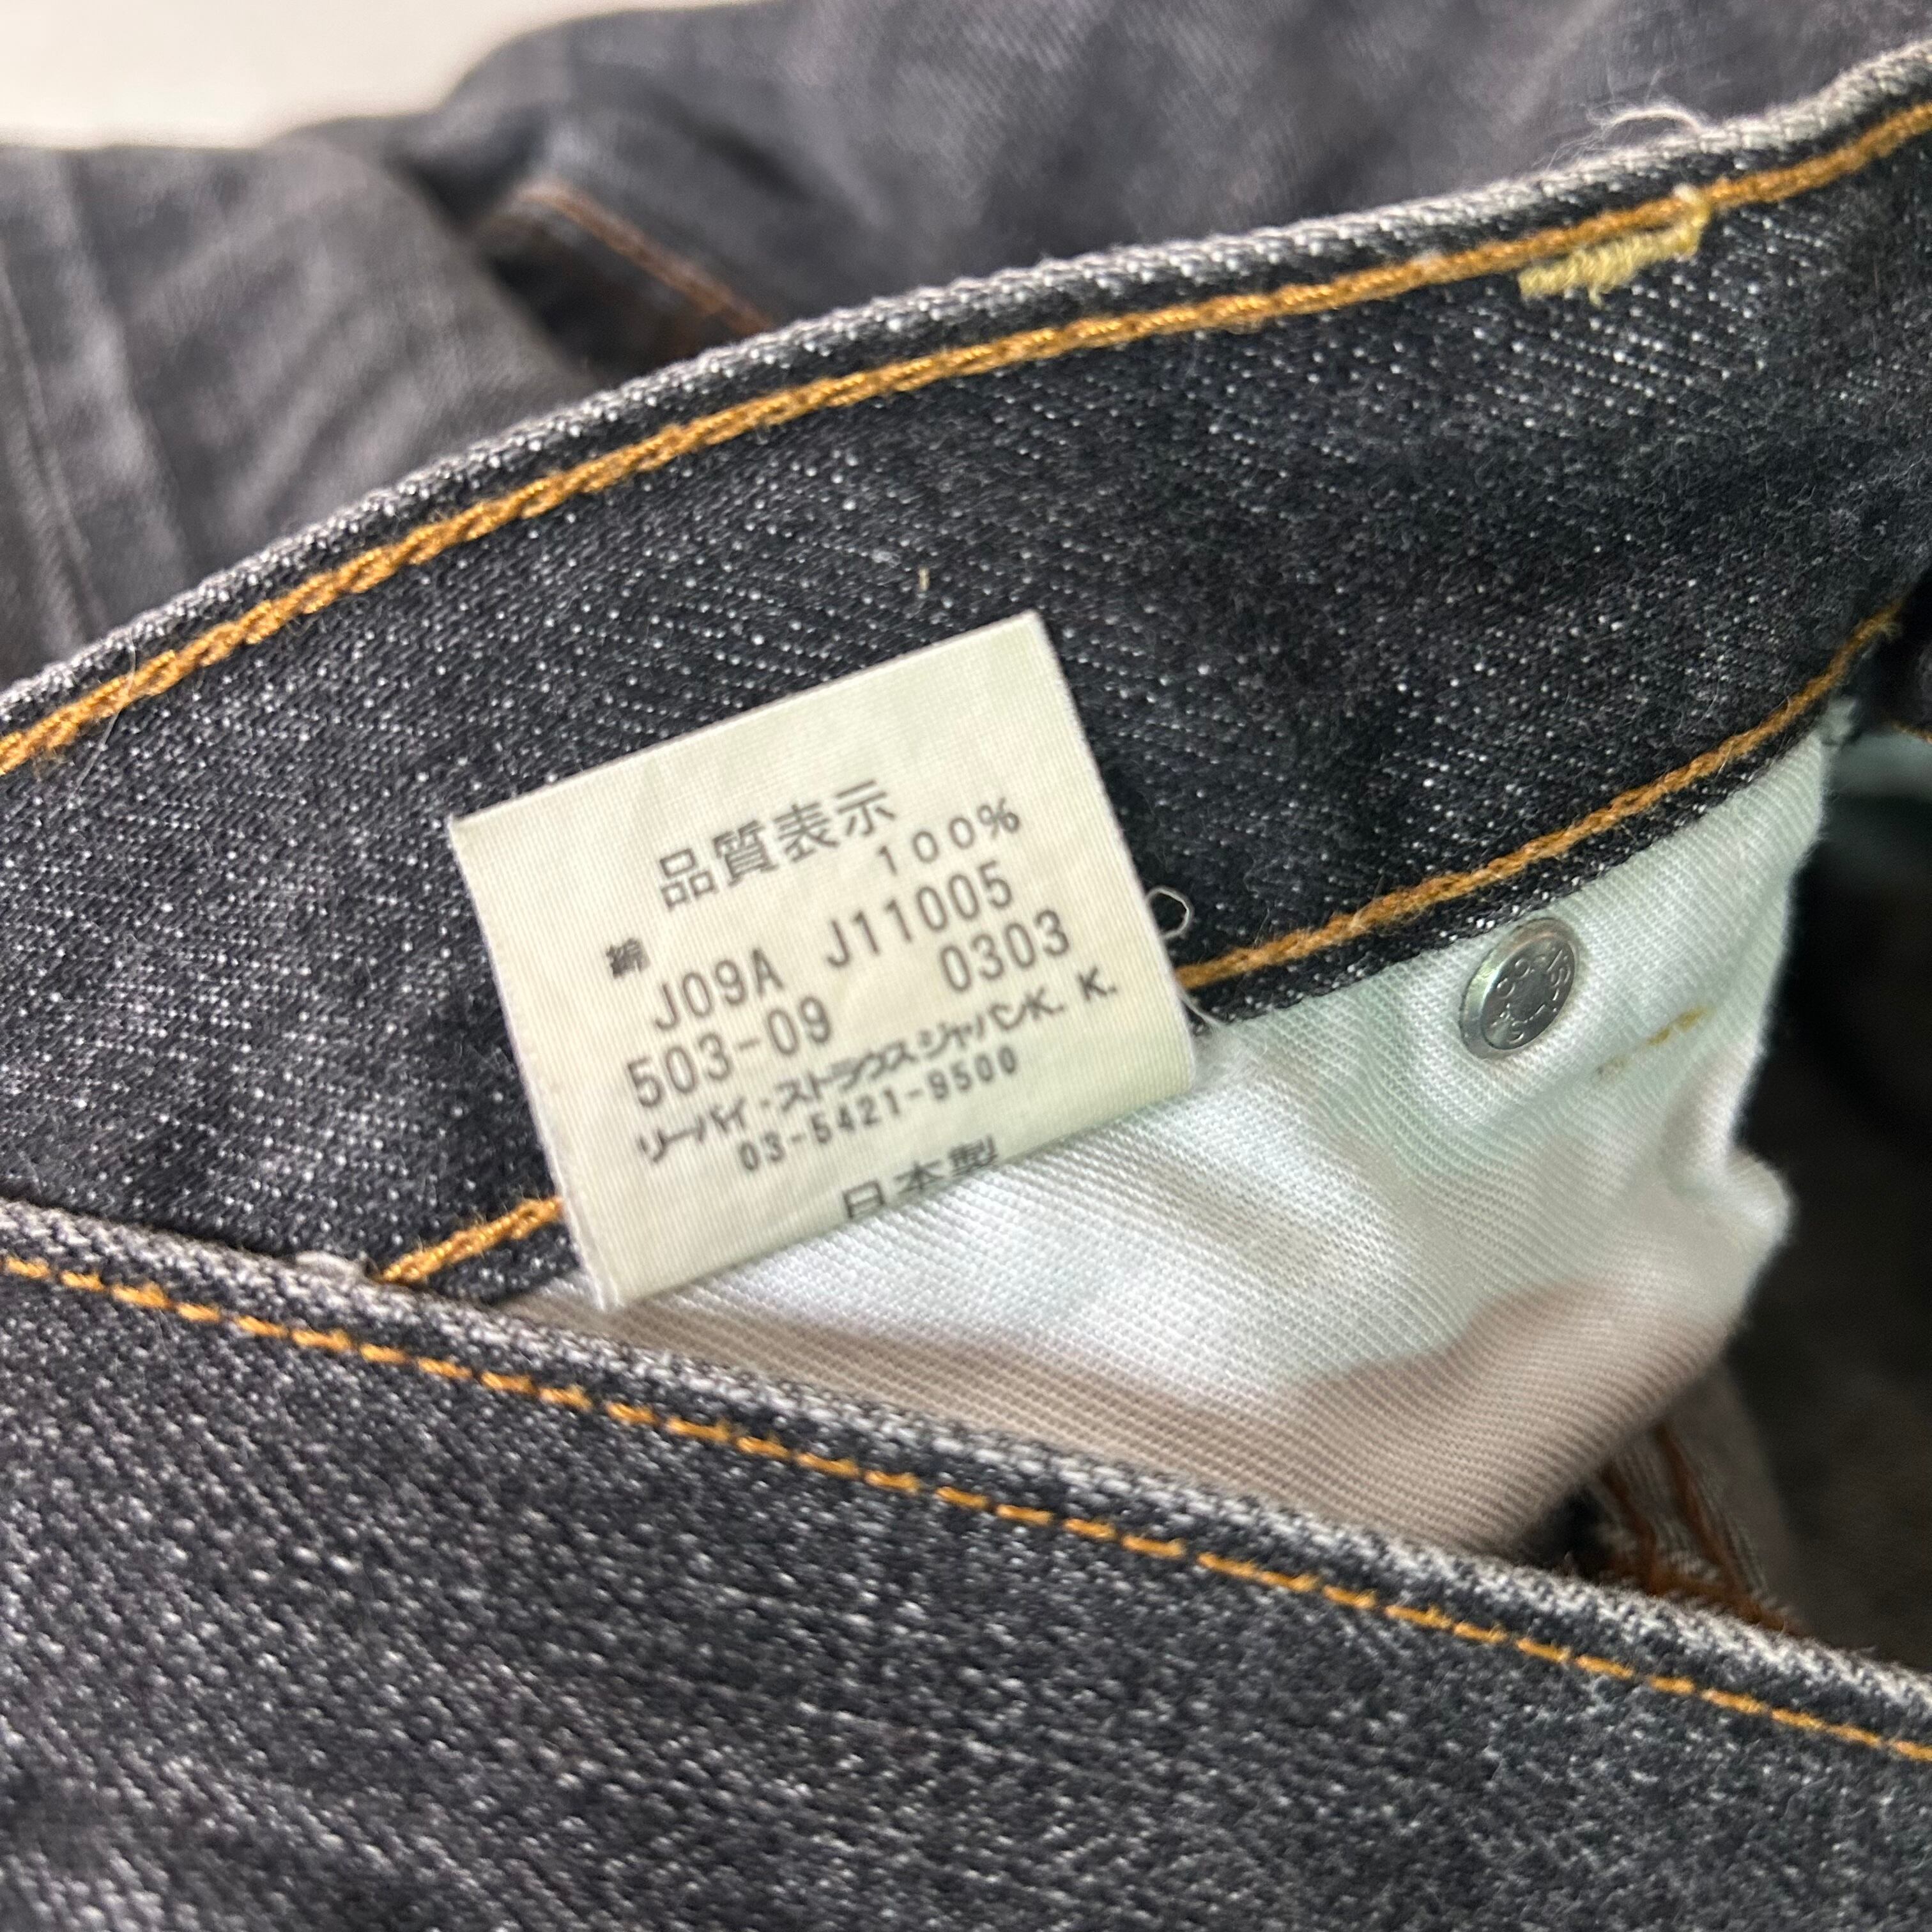 品質表示
綿 100%
J09A J11005
503-09 0303
リーバイ・ストラウスジャパンK.K.
03-5421-9500
日本製